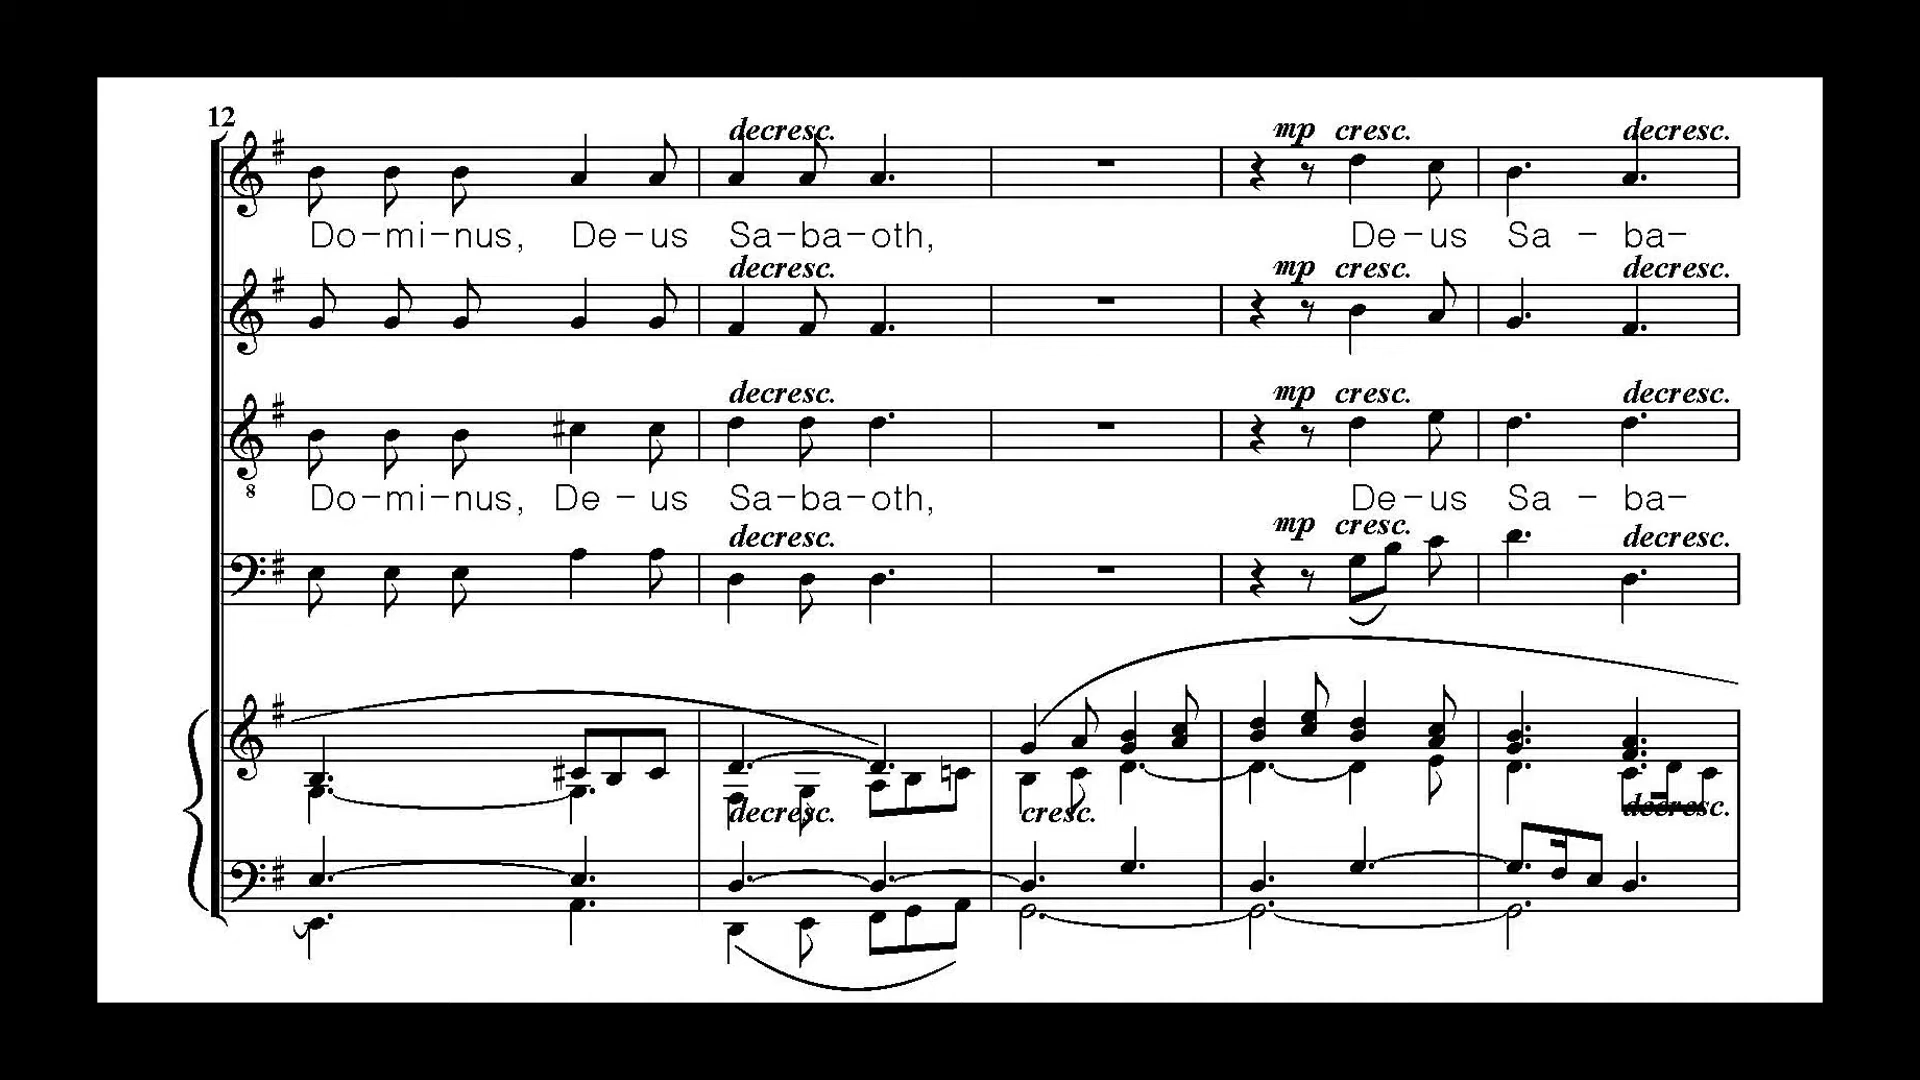 12
decresc. mp cresc. decresc.
Do-mi-nus, De-us Sa-ba-oth, De-us Sa - ba-
decresc. mp cresc. decresc.
decresc. mp cresc. decresc.
8
Do-mi-nus, De - us Sa-ba-oth, De-us Sa - ba-
decresc. mp cresc. decresc.
decresc. cresc. decresc.